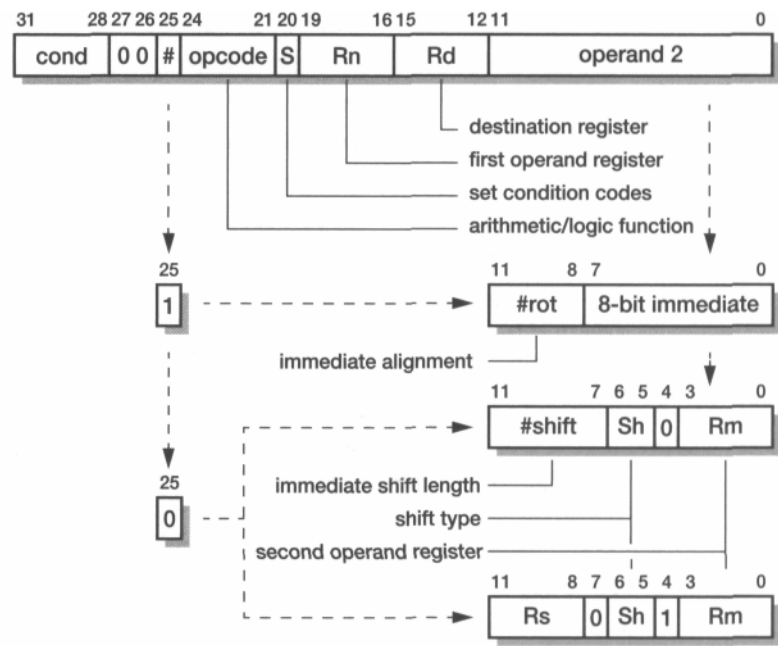 31 28 27 26 25 24 21 20 19 16 15 12 11 0
cond 0 0 # opcode S Rn Rd operand 2
destination register
first operand register
set condition codes
arithmetic/logic function
25 11 8 7 0
1 #rot 8-bit immediate
immediate alignment
11 7 6 5 4 3 0
#shift Sh 0 Rm
25
0
immediate shift length
shift type
second operand register
11 8 7 6 5 4 3 0
Rs 0 Sh 1 Rm